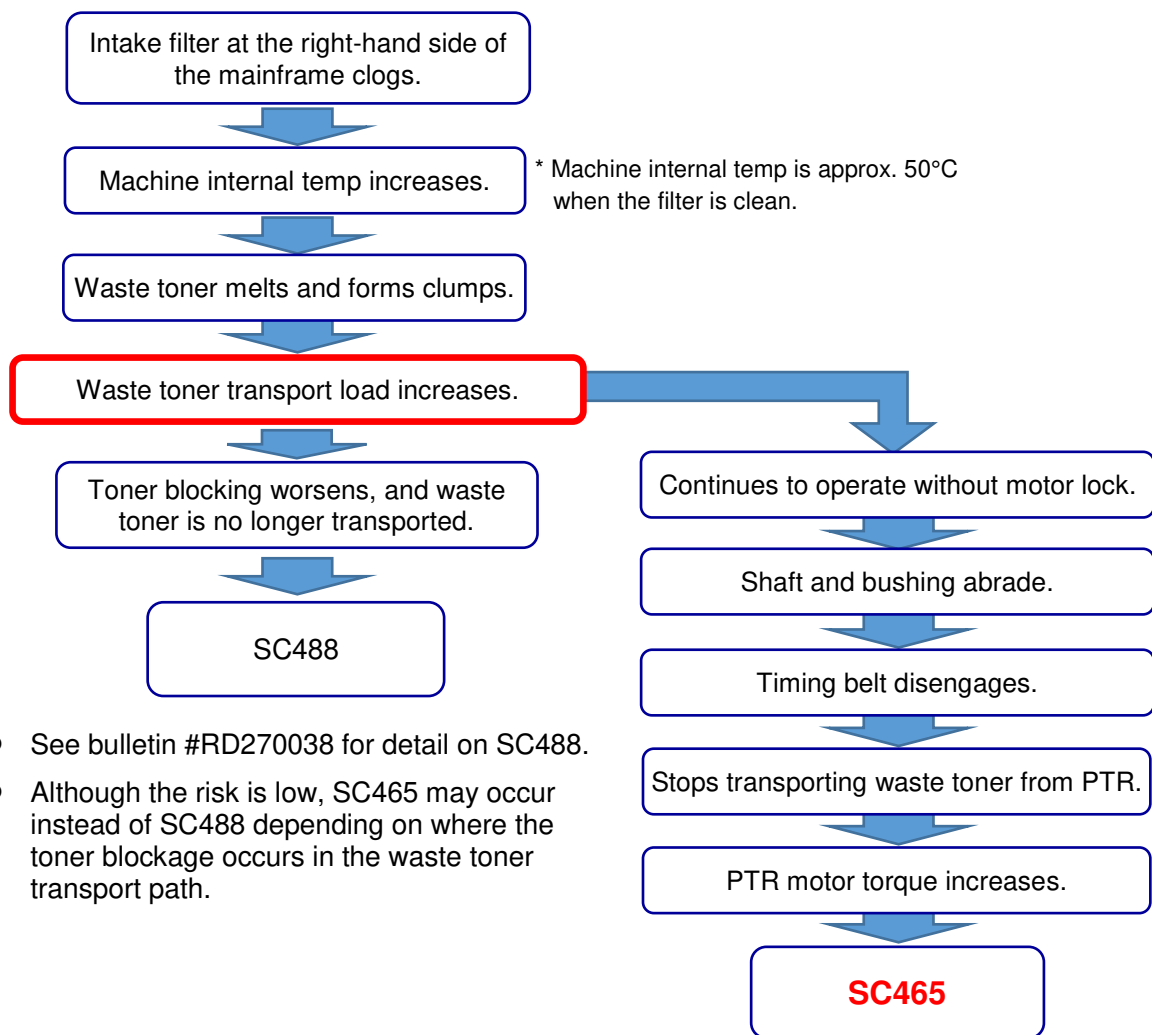 Intake filter at the right-hand side of
the mainframe clogs.
Machine internal temp increases.
* Machine internal temp is approx. 50°C
when the filter is clean.
Waste toner melts and forms clumps.
Waste toner transport load increases.
Toner blocking worsens, and waste
toner is no longer transported.
SC488
See bulletin #RD270038 for detail on SC488.
Although the risk is low, SC465 may occur
instead of SC488 depending on where the
toner blockage occurs in the waste toner
transport path.
Continues to operate without motor lock.
Shaft and bushing abrade.
Timing belt disengages.
Stops transporting waste toner from PTR.
PTR motor torque increases.
SC465